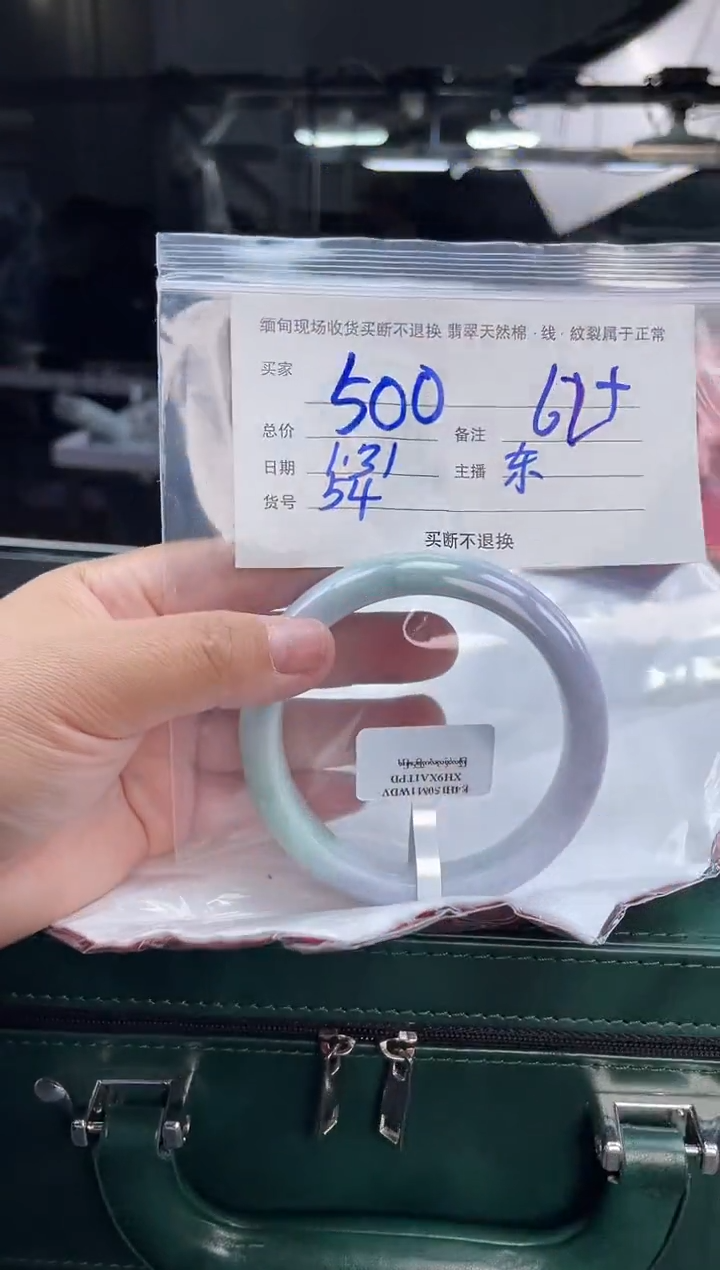 缅甸现场收货买断不退换 翡翠天然棉·线·紋裂属于正常
买家 500
总价 备注 62+
日期 1.31 主播 东
货号 54
买断不退换
XH9XA1TPD